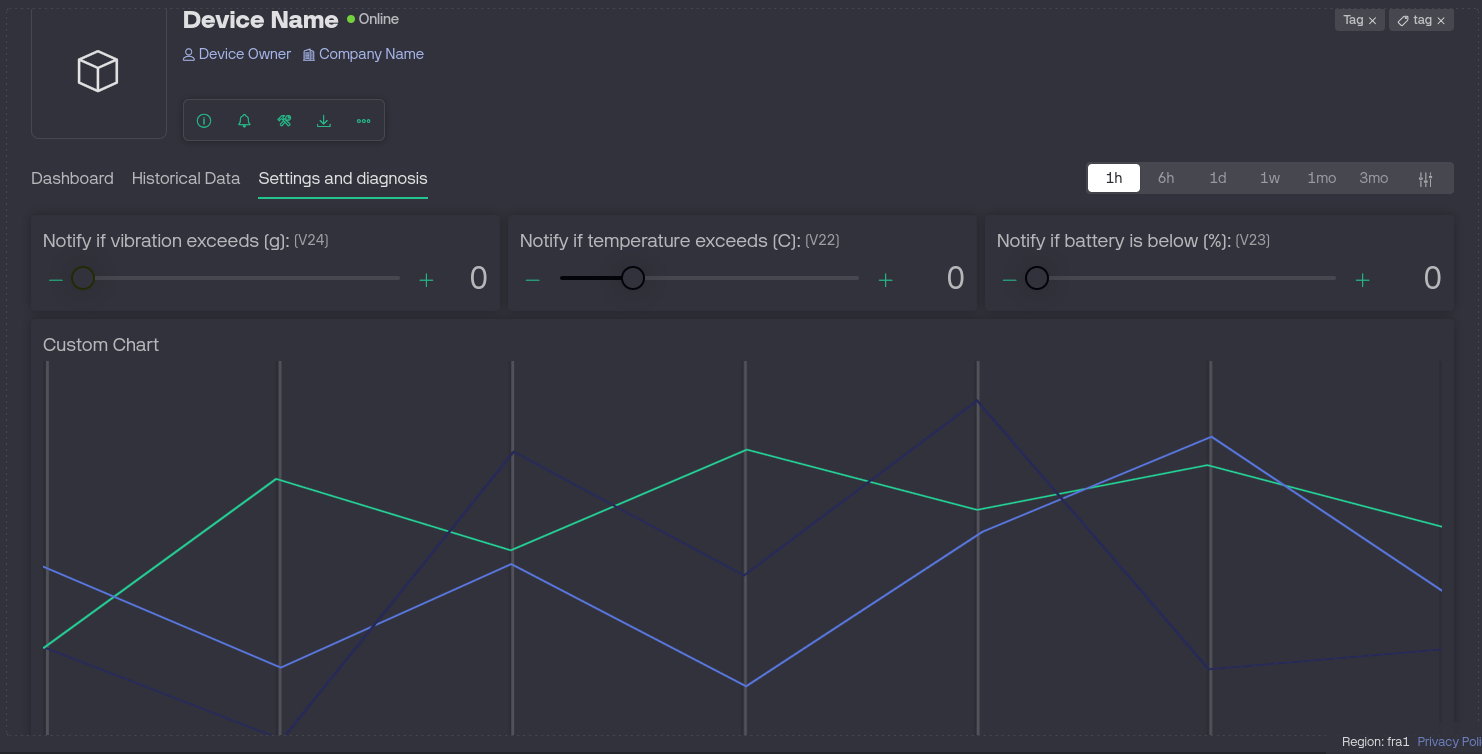 Device Name Online Tag tag
Device Owner Company Name
Dashboard Historical Data Settings and diagnosis 1h 6h 1d 1w 1mo 3mo
Notify if vibration exceeds (g): (V24) Notify if temperature exceeds (C): (V22) Notify if battery is below (%): (V23)
0 0 0
Custom Chart
Region: fra1 Privacy Poli